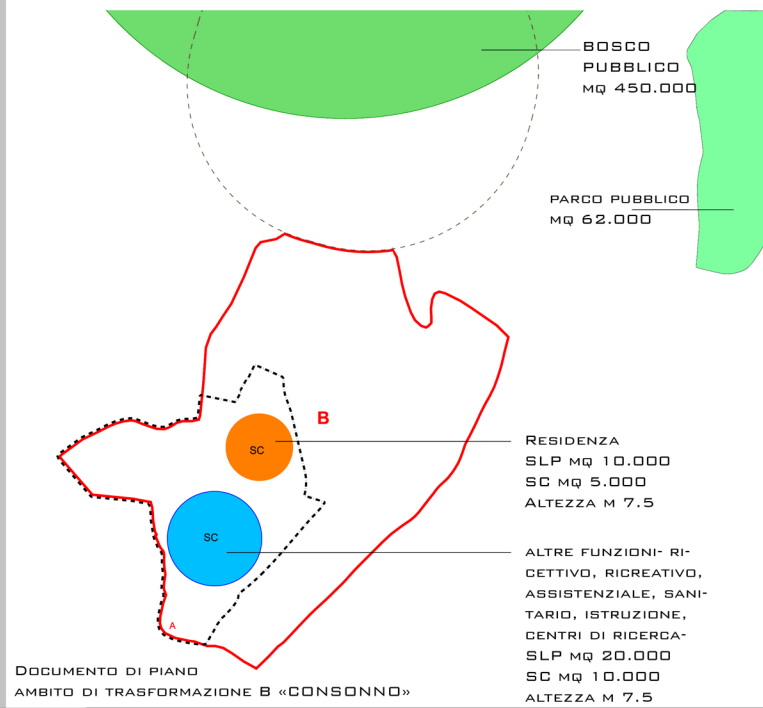 BOSCO
PUBBLICO
MQ 450.000
PARCO PUBBLICO
MQ 62.000
B
SC
RESIDENZA
SLP MQ 10.000
SC MQ 5.000
ALTEZZA M 7.5
SC
ALTRE FUNZIONI- RI-
CETTIVO, RICREATIVO,
ASSISTENZIALE, SANI-
TARIO, ISTRUZIONE,
CENTRI DI RICERCA-
SLP MQ 20.000
SC MQ 10.000
ALTEZZA M 7.5
A
DOCUMENTO DI PIANO
AMBITO DI TRASFORMAZIONE B «CONSONNO»